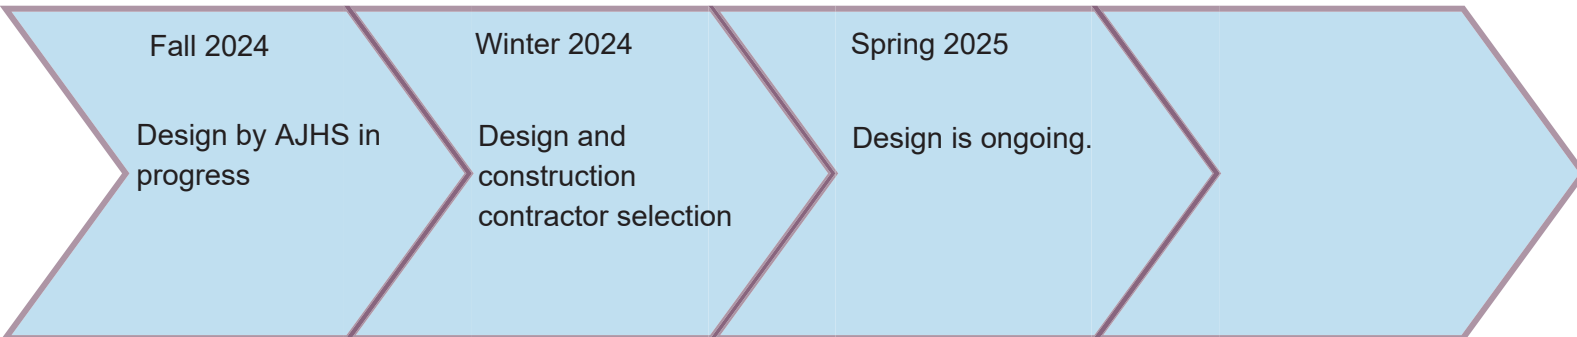 Fall 2024
Design by AJHS in
progress
Winter 2024
Design and
construction
contractor selection
Spring 2025
Design is ongoing.